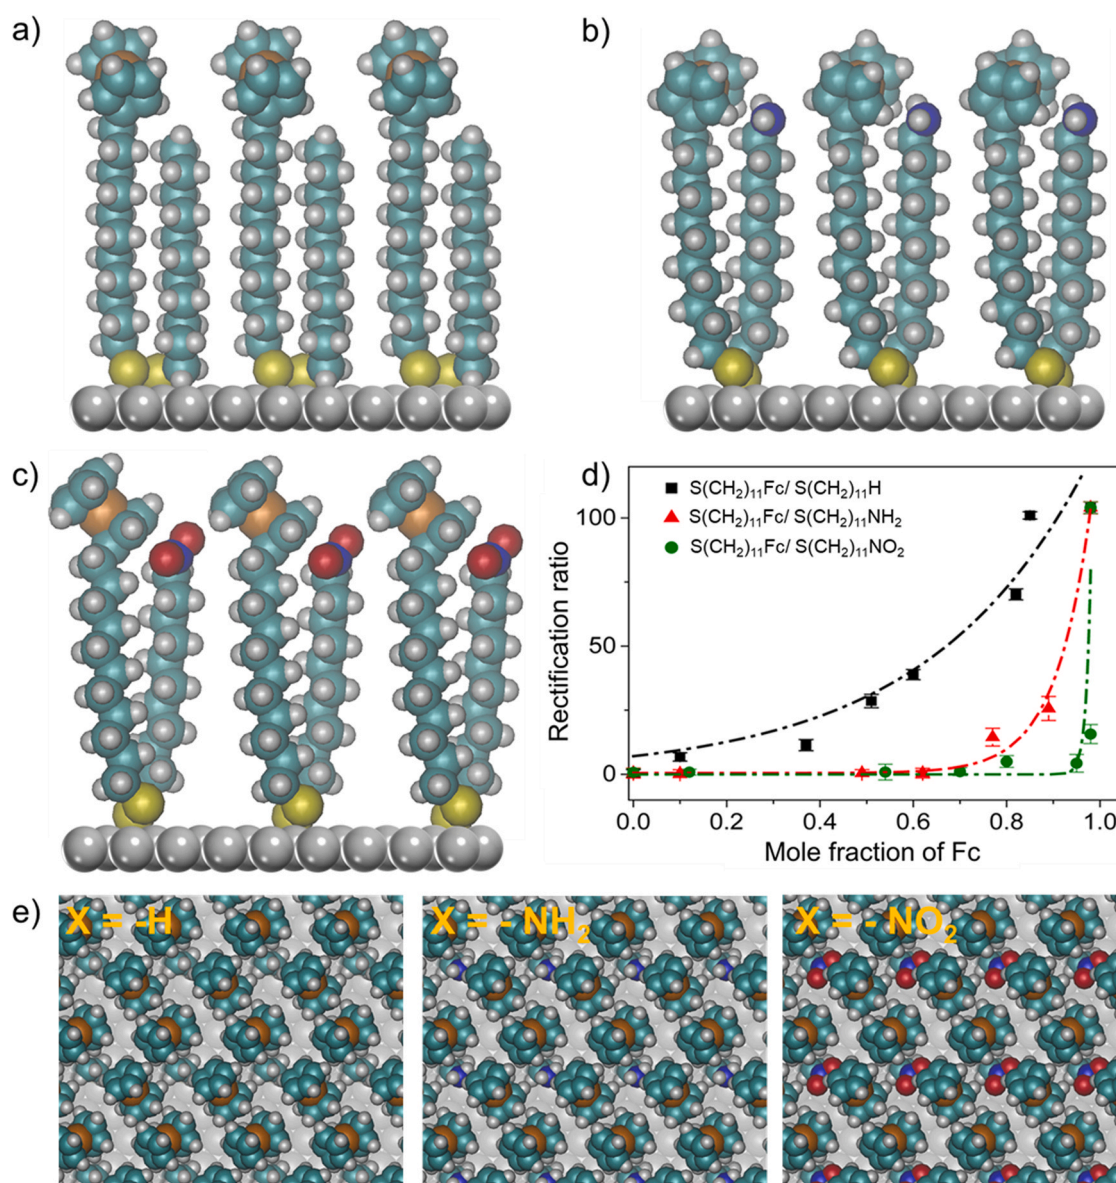 a)
b)
c)
d)
S(CH₂)₁₁Fc/ S(CH₂)₁₁H
S(CH₂)₁₁Fc/ S(CH₂)₁₁NH₂
S(CH₂)₁₁Fc/ S(CH₂)₁₁NO₂
100
50
0
Rectification ratio
0.0 0.2 0.4 0.6 0.8 1.0
Mole fraction of Fc
e)
X = -H
X = - NH₂
X = - NO₂